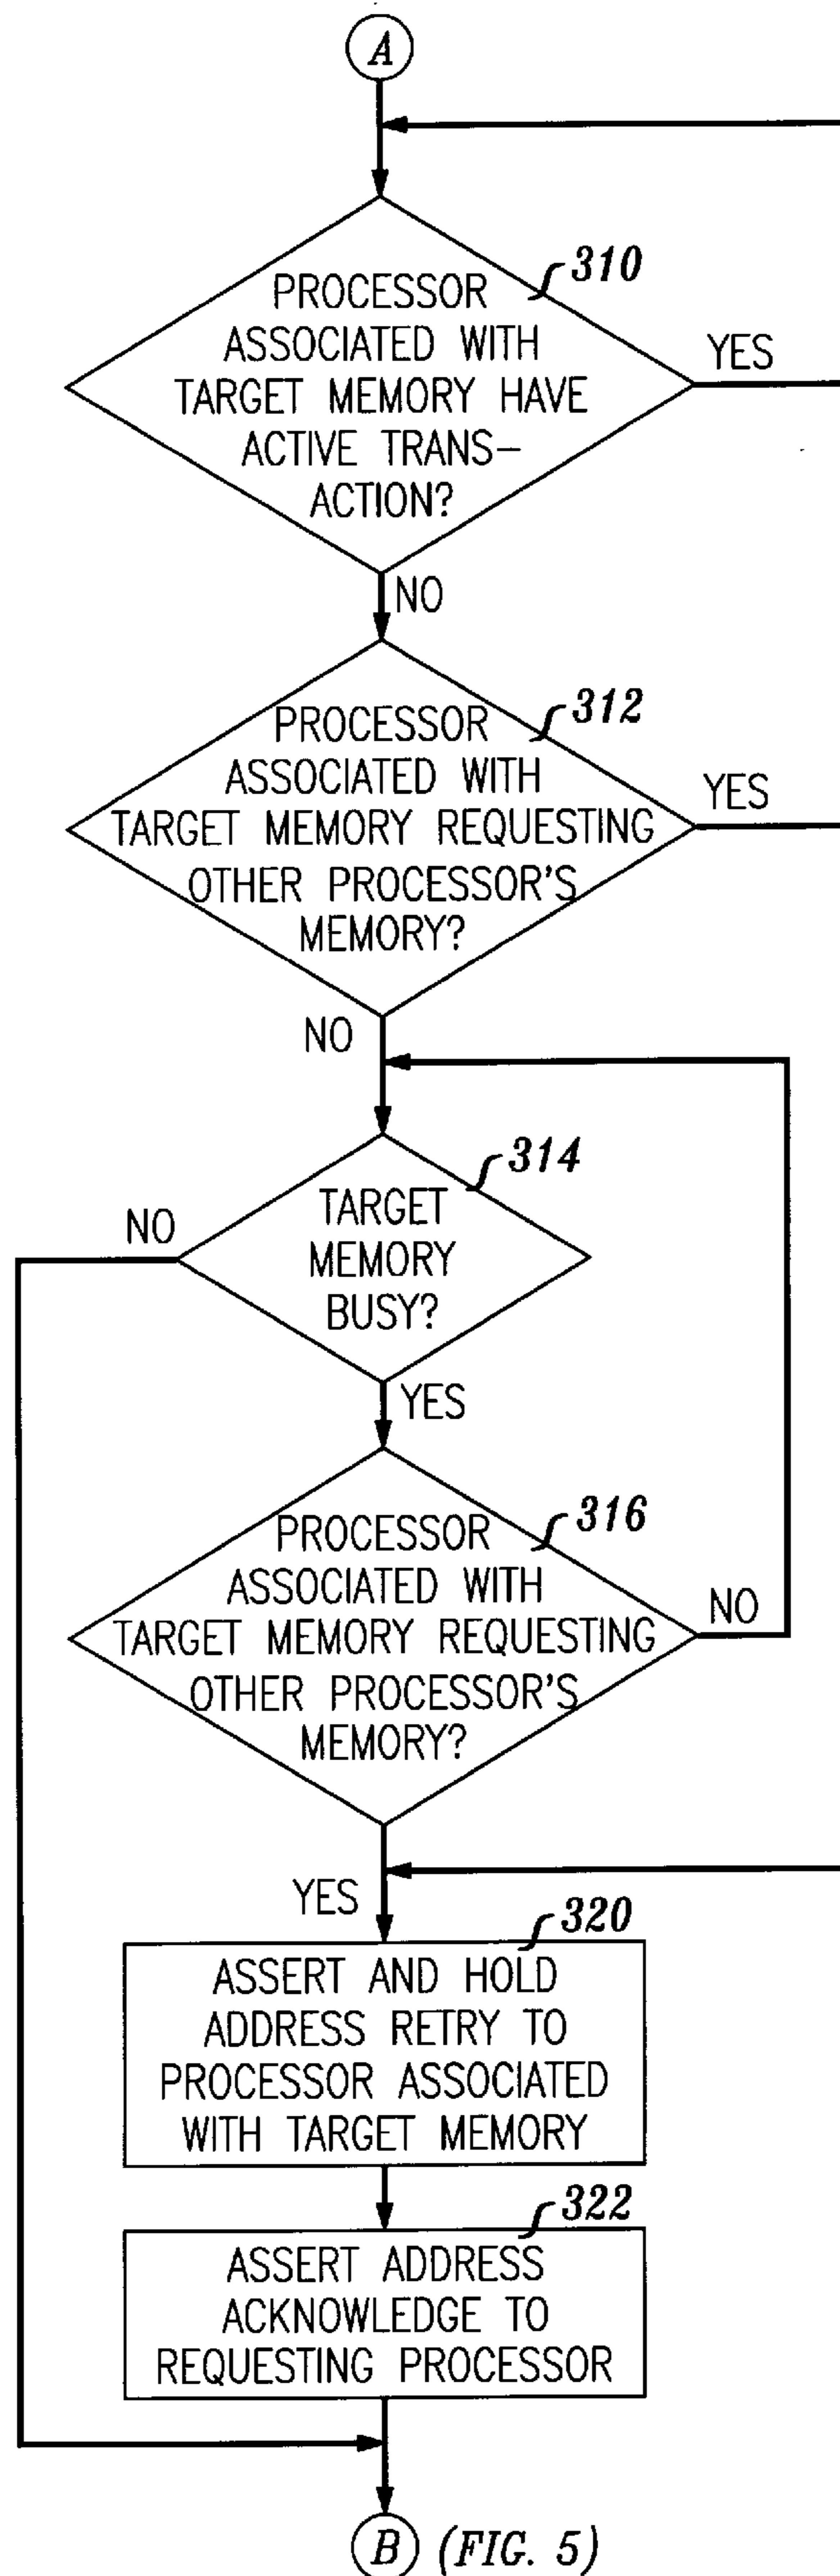 A
310
PROCESSOR
ASSOCIATED WITH
TARGET MEMORY HAVE
ACTIVE TRANS-
ACTION?
YES
NO
312
PROCESSOR
ASSOCIATED WITH
TARGET MEMORY REQUESTING
OTHER PROCESSOR'S
MEMORY?
YES
NO
314
TARGET
MEMORY
BUSY?
NO
YES
316
PROCESSOR
ASSOCIATED WITH
TARGET MEMORY REQUESTING
OTHER PROCESSOR'S
MEMORY?
NO
YES
320
ASSERT AND HOLD
ADDRESS RETRY TO
PROCESSOR ASSOCIATED
WITH TARGET MEMORY
322
ASSERT ADDRESS
ACKNOWLEDGE TO
REQUESTING PROCESSOR
B (FIG. 5)